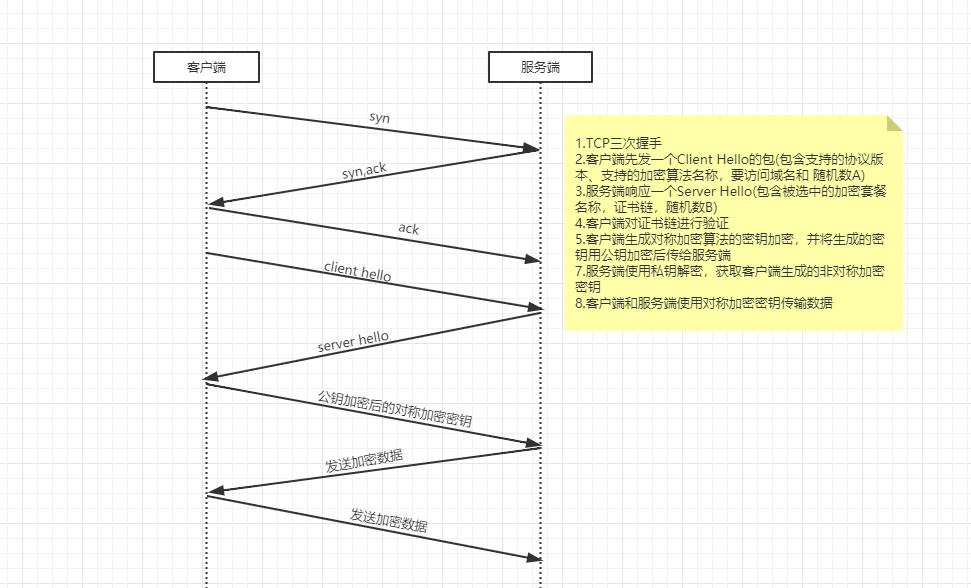 客户端
服务端
syn
syn,ack
ack
client hello
server hello
公钥加密后的对称加密密钥
发送加密数据
发送加密数据
1.TCP三次握手
2.客户端先发一个Client Hello的包(包含支持的协议版
本、支持的加密算法名称，要访问域名和 随机数A)
3.服务端响应一个Server Hello(包含被选中的加密套餐
名称，证书链，随机数B)
4.客户端对证书链进行验证
5.客户端生成对称加密算法的密钥加密，并将生成的密
钥用公钥加密后传给服务端
7.服务端使用私钥解密，获取客户端生成的非对称加密
密钥
8.客户端和服务端使用对称加密密钥传输数据